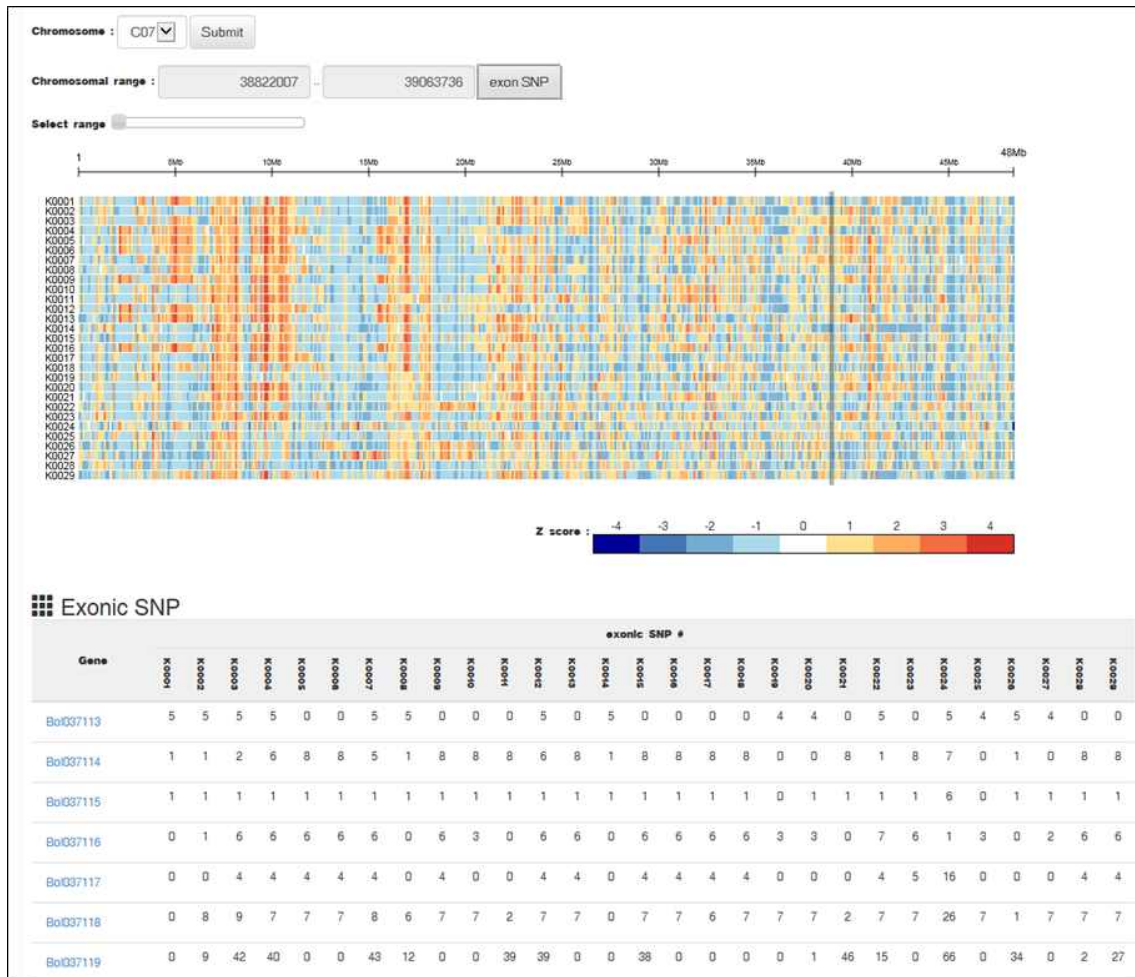 Chromosome : C07 Submit
Chromosomal range : 38822007 .. 39063736 exon SNP
Select range
1 5Mb 10Mb 15Mb 20Mb 25Mb 30Mb 35Mb 40Mb 45Mb 48Mb
K0001
K0002
K0003
K0004
K0005
K0006
K0007
K0008
K0009
K0010
K0011
K0012
K0013
K0014
K0015
K0016
K0017
K0018
K0019
K0020
K0021
K0022
K0023
K0024
K0025
K0026
K0027
K0028
K0029
Z score : -4 -3 -2 -1 0 1 2 3 4
Exonic SNP
exonic SNP #
Gene K0001 K0002 K0003 K0004 K0005 K0006 K0007 K0018 K0009 K0010 K0011 K0012 K0013 K0014 K0015 K0016 K0017 K0018 K0019 K0020 K0021 K0022 K0023 K0024 K0025 K0026 K0027 K0028 K0029
Bol037113 5 5 5 5 0 0 5 5 0 0 0 5 0 5 0 0 0 0 4 4 0 5 0 5 4 5 4 0 0
Bol037114 1 1 2 6 8 8 5 1 8 8 8 6 8 1 8 8 8 8 0 0 8 1 8 7 0 1 0 8 8
Bol037115 1 1 1 1 1 1 1 1 1 1 1 1 1 1 1 1 1 1 0 1 1 1 1 6 0 1 1 1 1
Bol037116 0 1 6 6 6 6 6 0 6 3 0 6 6 0 6 6 6 6 3 3 0 7 6 1 3 0 2 6 6
Bol037117 0 0 4 4 4 4 4 0 4 0 0 4 4 0 4 4 4 4 0 0 0 4 5 16 0 0 0 4 4
Bol037118 0 8 9 7 7 7 8 6 7 7 2 7 7 0 7 7 6 7 7 7 2 7 7 26 7 1 7 7 7
Bol037119 0 9 42 40 0 0 43 12 0 0 39 39 0 0 38 0 0 0 0 1 46 15 0 66 0 34 0 2 27